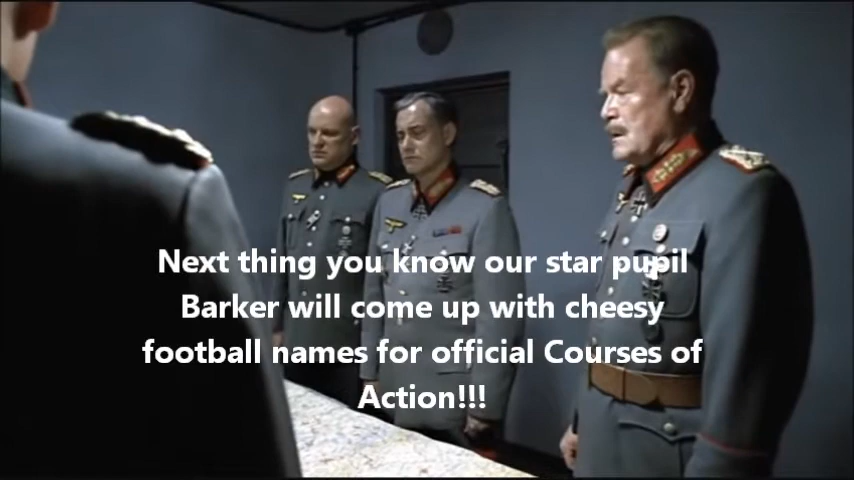 Next thing you know our star pupil
Barker will come up with cheesy
football names for official Courses of
Action!!!